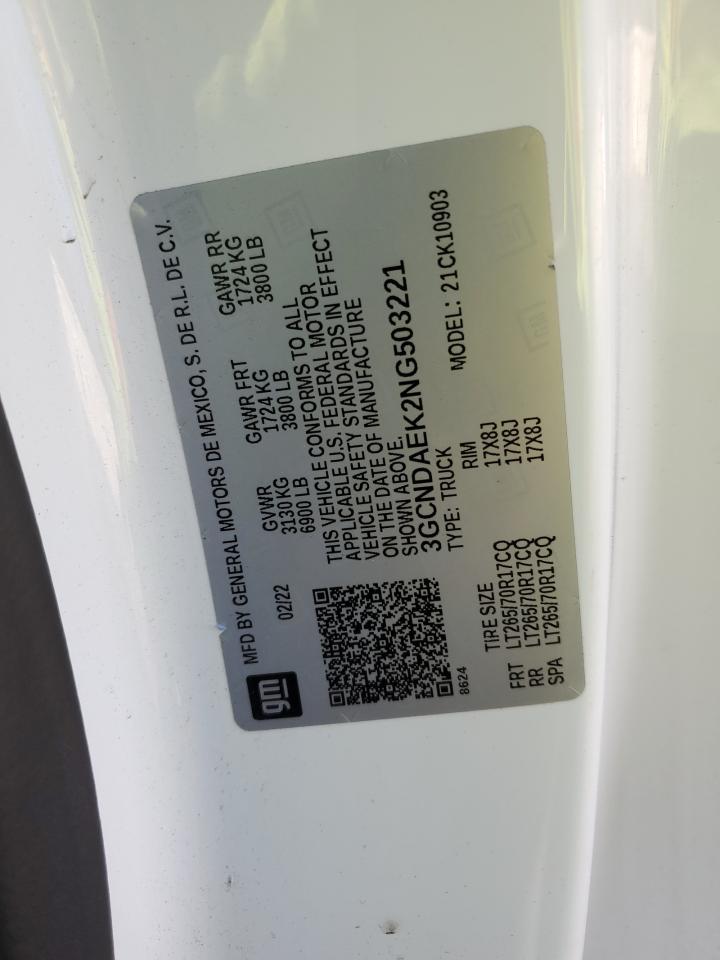 gm
MFD BY GENERAL MOTORS DE MEXICO, S. DE R.L. DE C.V.
02/22 GVWR GAWR FRT GAWR RR
3130 KG 1724 KG 1724 KG
6900 LB 3800 LB 3800 LB
THIS VEHICLE CONFORMS TO ALL
APPLICABLE U.S. FEDERAL MOTOR
VEHICLE SAFETY STANDARDS IN EFFECT
ON THE DATE OF MANUFACTURE
SHOWN ABOVE.
3GCNDAEK2NG503221
TYPE: TRUCK MODEL: 21CK10903
8624
TIRE SIZE RIM
FRT LT265/70R17CQ 17X8J
RR LT265/70R17CQ 17X8J
SPA LT265/70R17CQ 17X8J